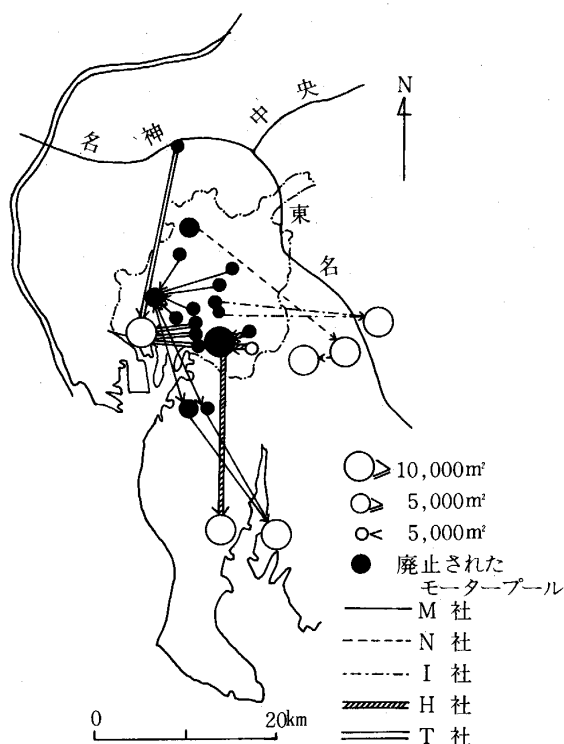 N
中央
名神
東名
≧ 10,000m²
≧ 5,000m²
< 5,000m²
廃止された
モータープール
M 社
N 社
I 社
H 社
T 社
0 20km